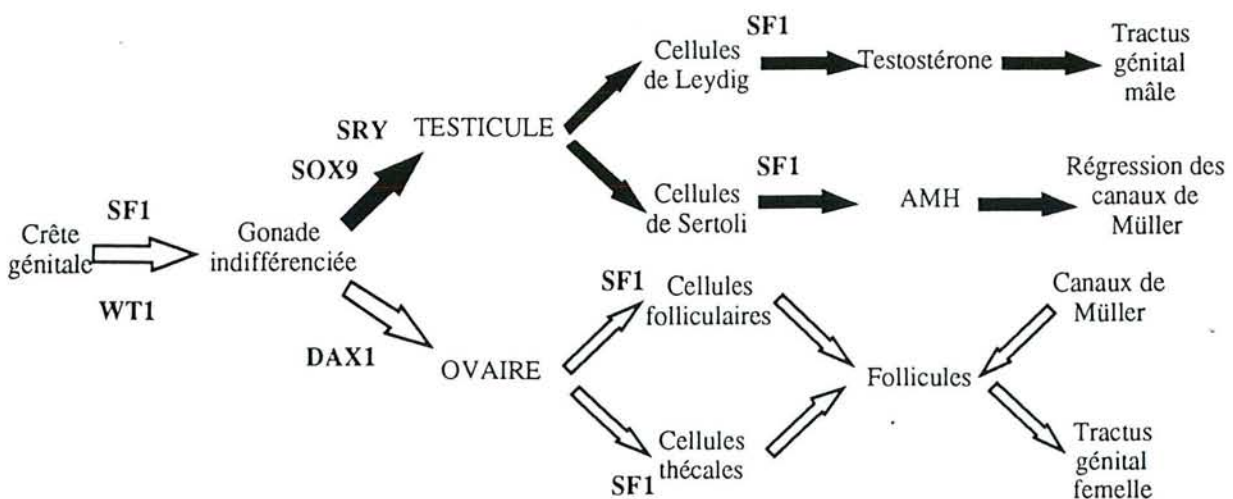 SF1
Cellules
de Leydig
Testostérone
Tractus
génital
mâle
SRY
TESTICULE
SOX9
SF1
Cellules
de Sertoli
AMH
Régression des
canaux de
Müller
SF1
Crête
génitale
WT1
Gonade
indifférenciée
DAX1
OVAIRE
SF1
Cellules
folliculaires
Canaux de
Müller
Follicules
Cellules
thécales
SF1
Tractus
génital
femelle